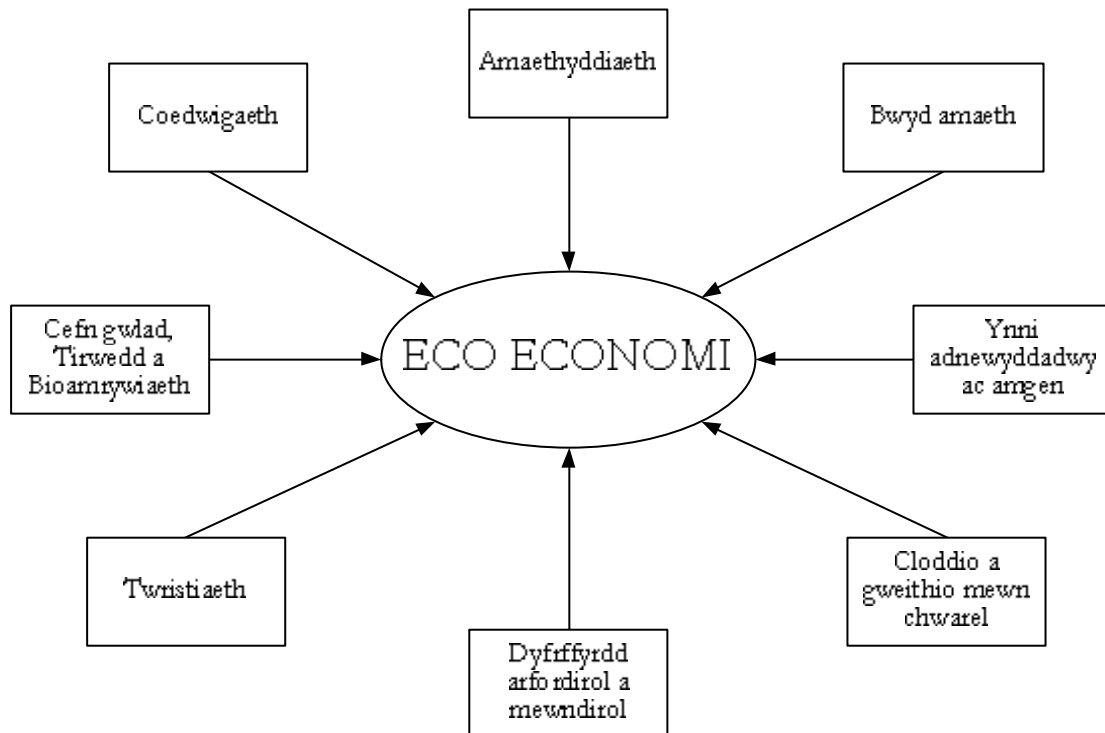 Amaethyddiaeth
Coedwigaeth
Bwyd amaeth
Cefn gwlad,
Tirwedd a
Bioamrywiaeth
ECO ECONOMI
Ynni
adnewyddadwy
ac amgen
Twristiaeth
Cloddio a
gweithio mewn
chwarel
Dyfrffyrdd
arfordirol a
mewndirol